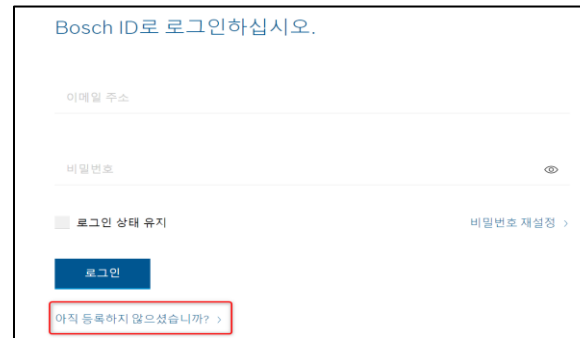 Bosch ID로 로그인하십시오.
이메일 주소
비밀번호
로그인 상태 유지
비밀번호 재설정 >
로그인
아직 등록하지 않으셨습니까? >